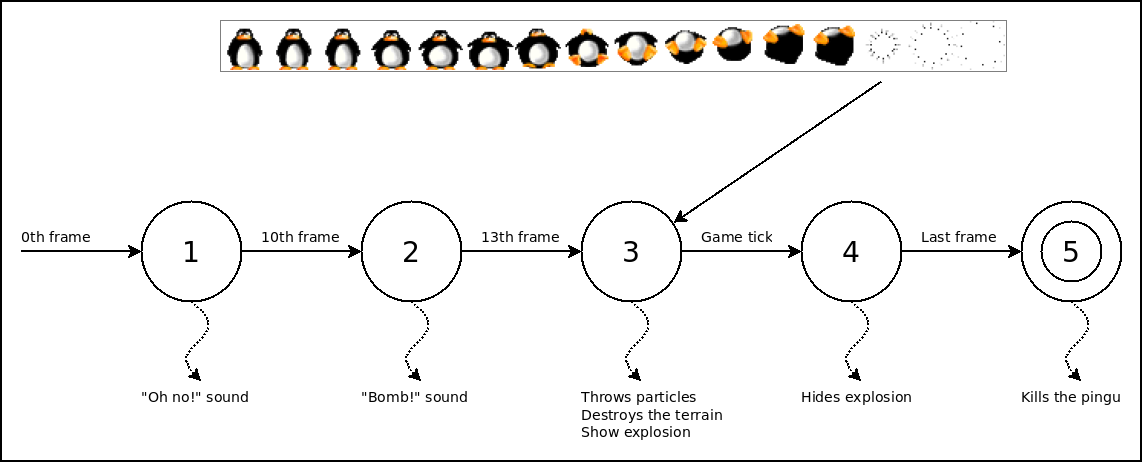 0th frame
10th frame
13th frame
Game tick
Last frame
1
2
3
4
5
"Oh no!" sound
"Bomb!" sound
Throws particles
Destroys the terrain
Show explosion
Hides explosion
Kills the pingu